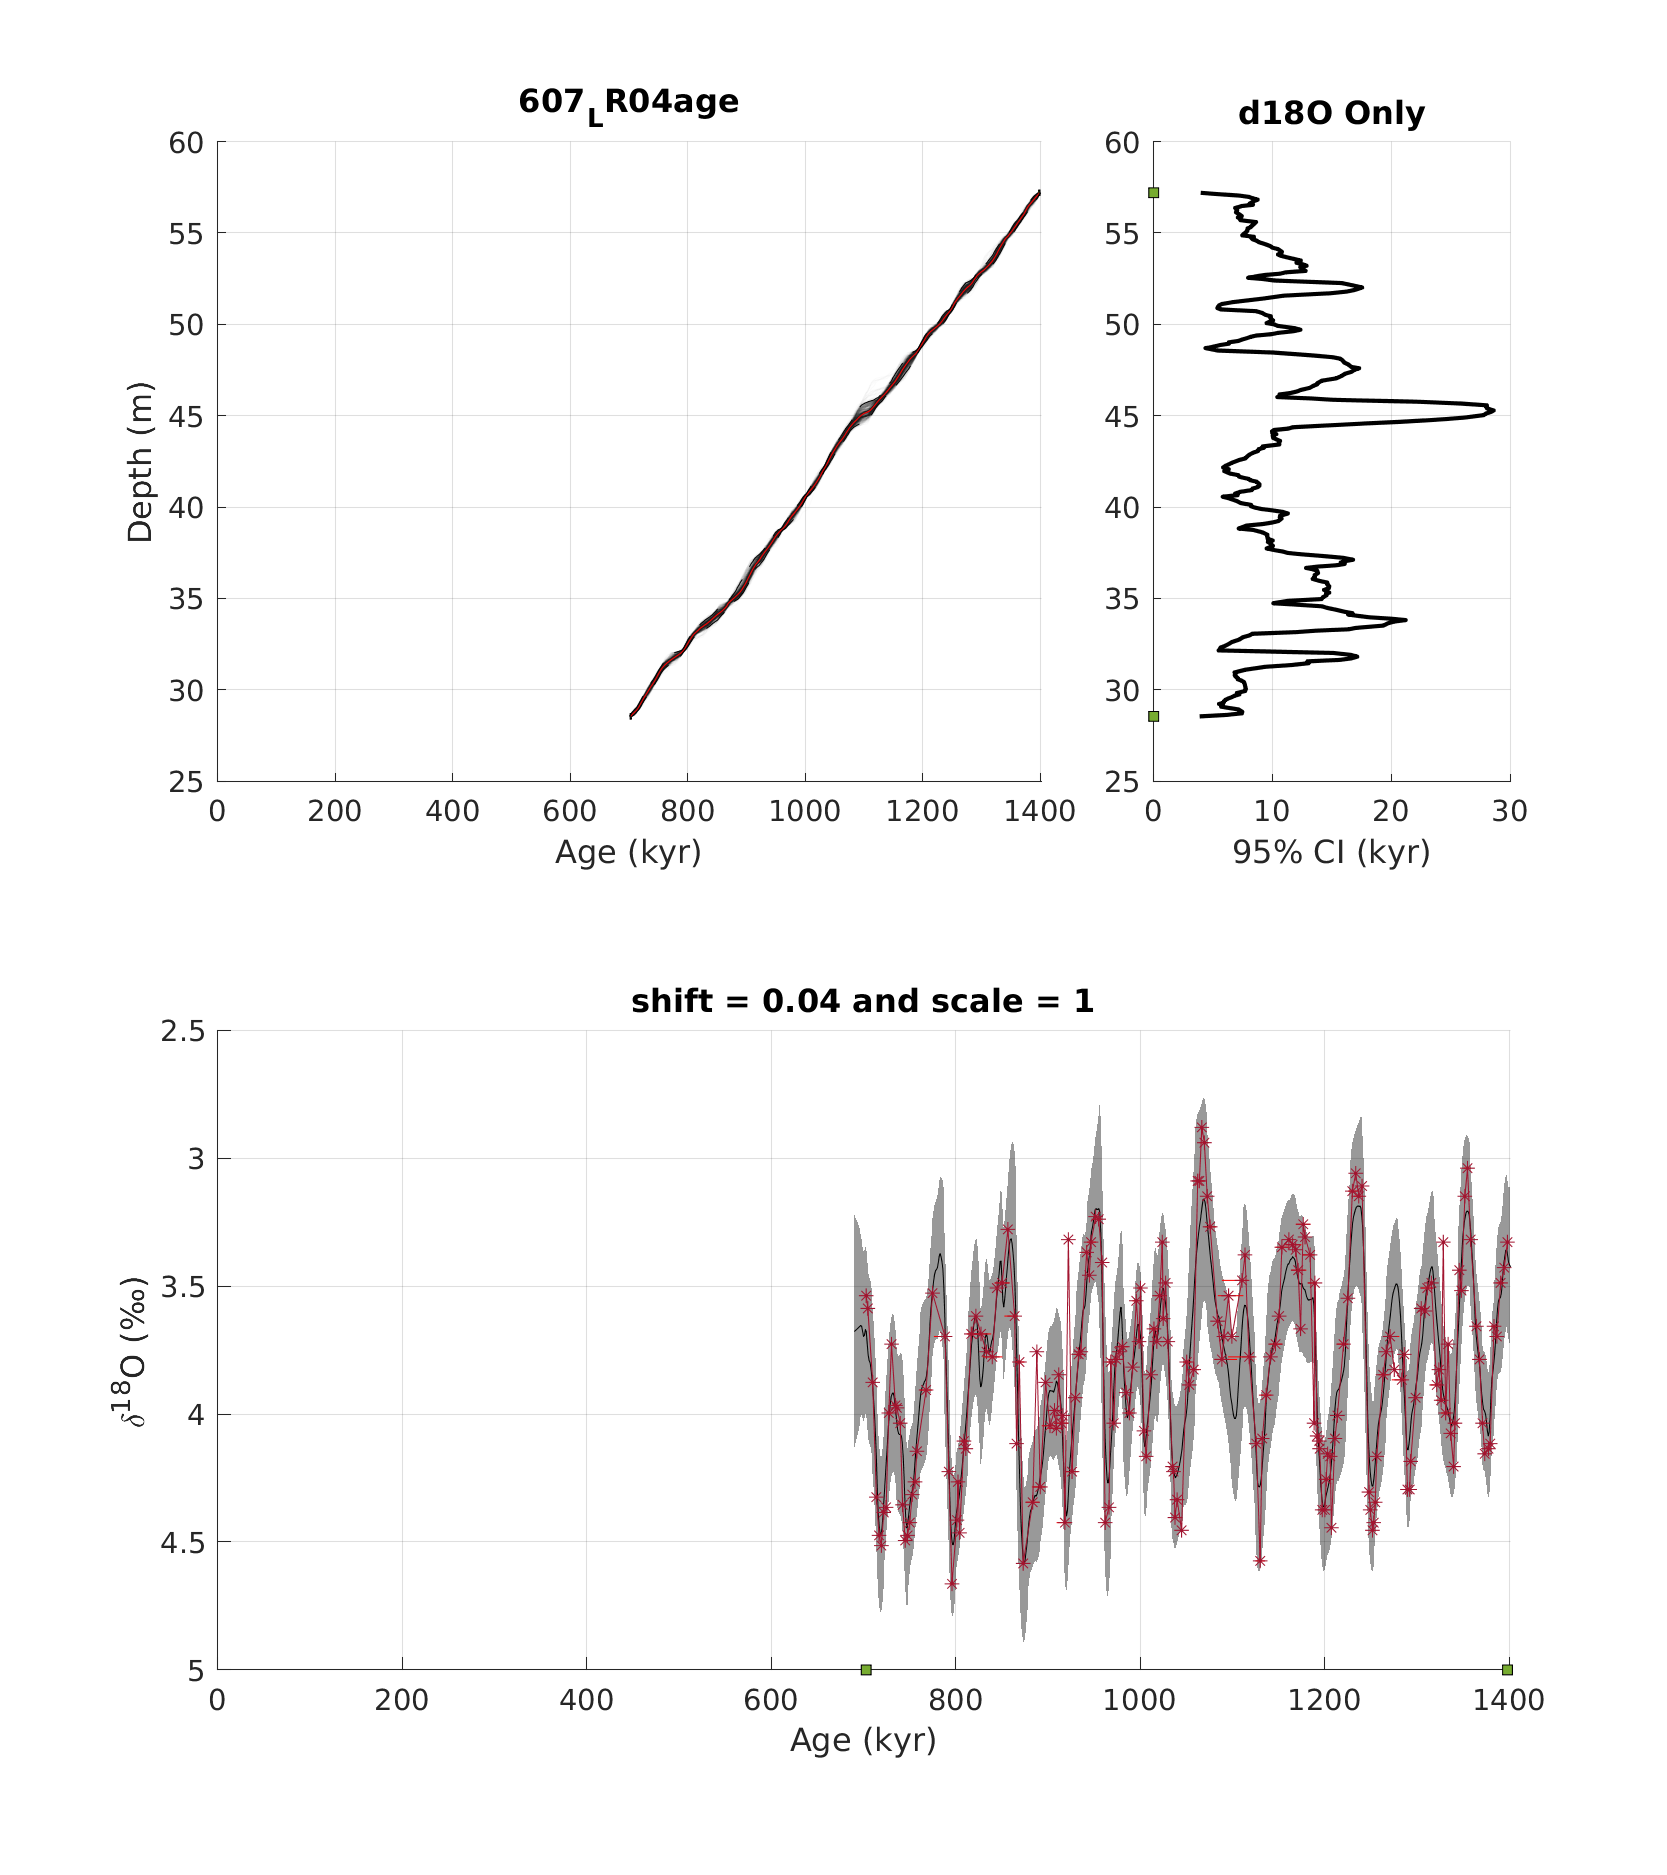 607LR04age
d18O Only
60
55
50
45
40
35
30
25
Depth (m)
0 200 400 600 800 1000 1200 1400
Age (kyr)
60
55
50
45
40
35
30
25
0 10 20 30
95% CI (kyr)
shift = 0.04 and scale = 1
2.5
3
3.5
4
4.5
5
δ18O (‰)
0 200 400 600 800 1000 1200 1400
Age (kyr)